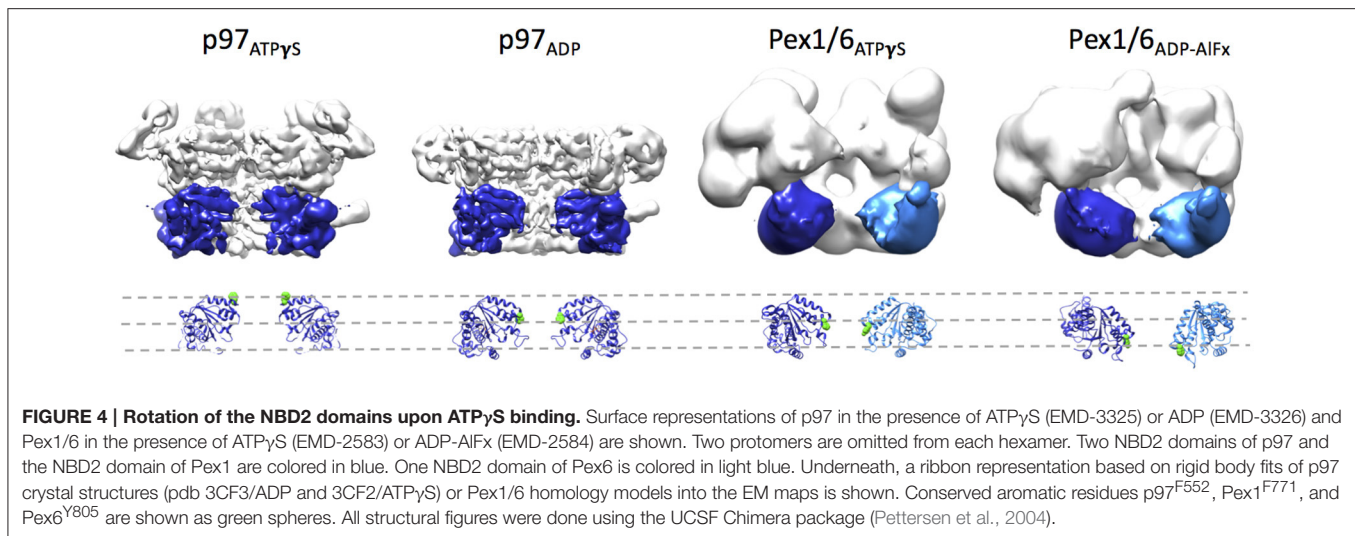 p97ATPγS p97ADP Pex1/6ATPγS Pex1/6ADP-AlFx
FIGURE 4 | Rotation of the NBD2 domains upon ATPγS binding. Surface representations of p97 in the presence of ATPγS (EMD-3325) or ADP (EMD-3326) and
Pex1/6 in the presence of ATPγS (EMD-2583) or ADP-AlFx (EMD-2584) are shown. Two protomers are omitted from each hexamer. Two NBD2 domains of p97 and
the NBD2 domain of Pex1 are colored in blue. One NBD2 domain of Pex6 is colored in light blue. Underneath, a ribbon representation based on rigid body fits of p97
crystal structures (pdb 3CF3/ADP and 3CF2/ATPγS) or Pex1/6 homology models into the EM maps is shown. Conserved aromatic residues p97F552, Pex1F771, and
Pex6Y805 are shown as green spheres. All structural figures were done using the UCSF Chimera package (Pettersen et al., 2004).